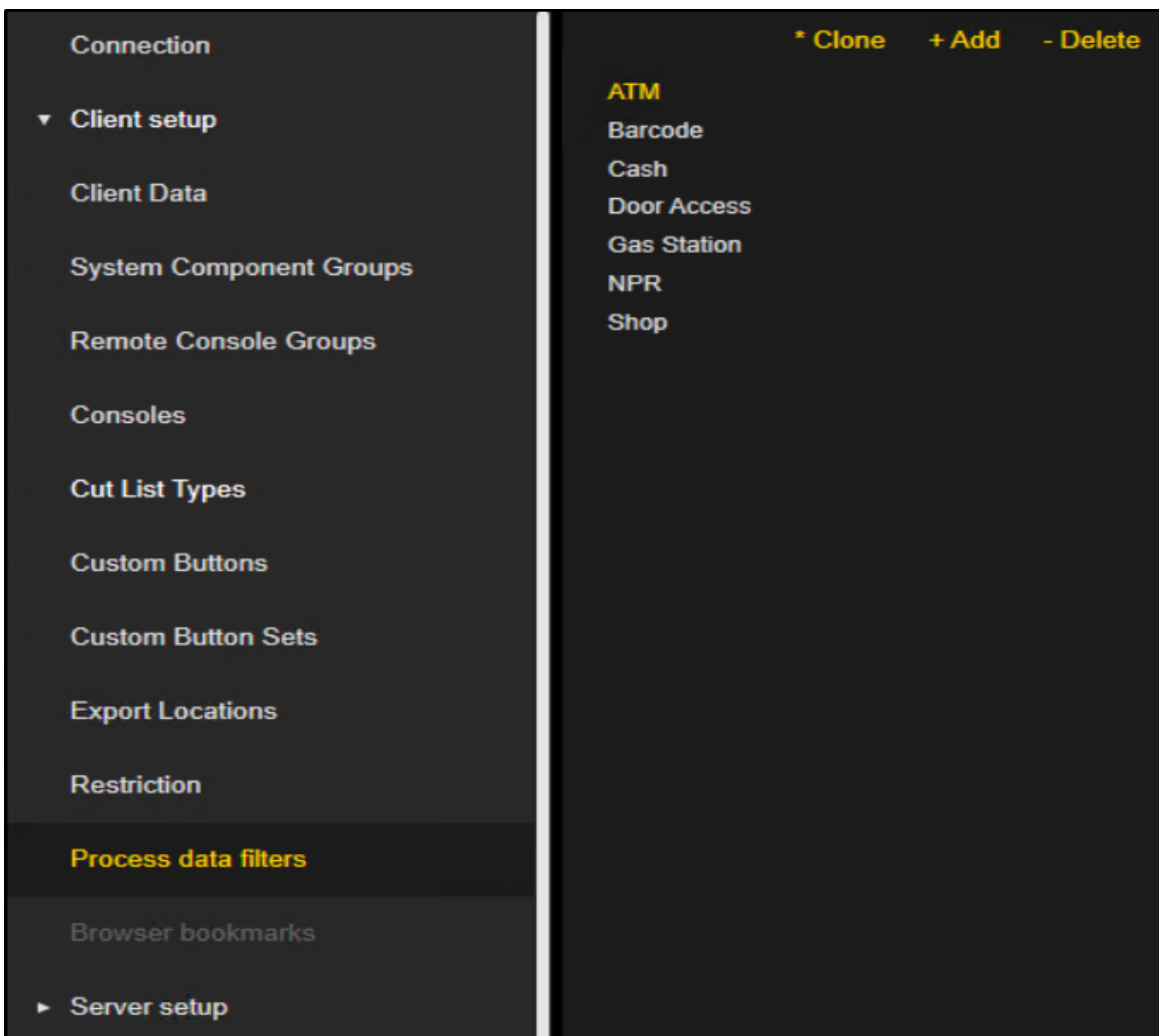 Connection
Client setup
Client Data
System Component Groups
Remote Console Groups
Consoles
Cut List Types
Custom Buttons
Custom Button Sets
Export Locations
Restriction
Process data filters
Browser bookmarks
Server setup
* Clone + Add - Delete
ATM
Barcode
Cash
Door Access
Gas Station
NPR
Shop